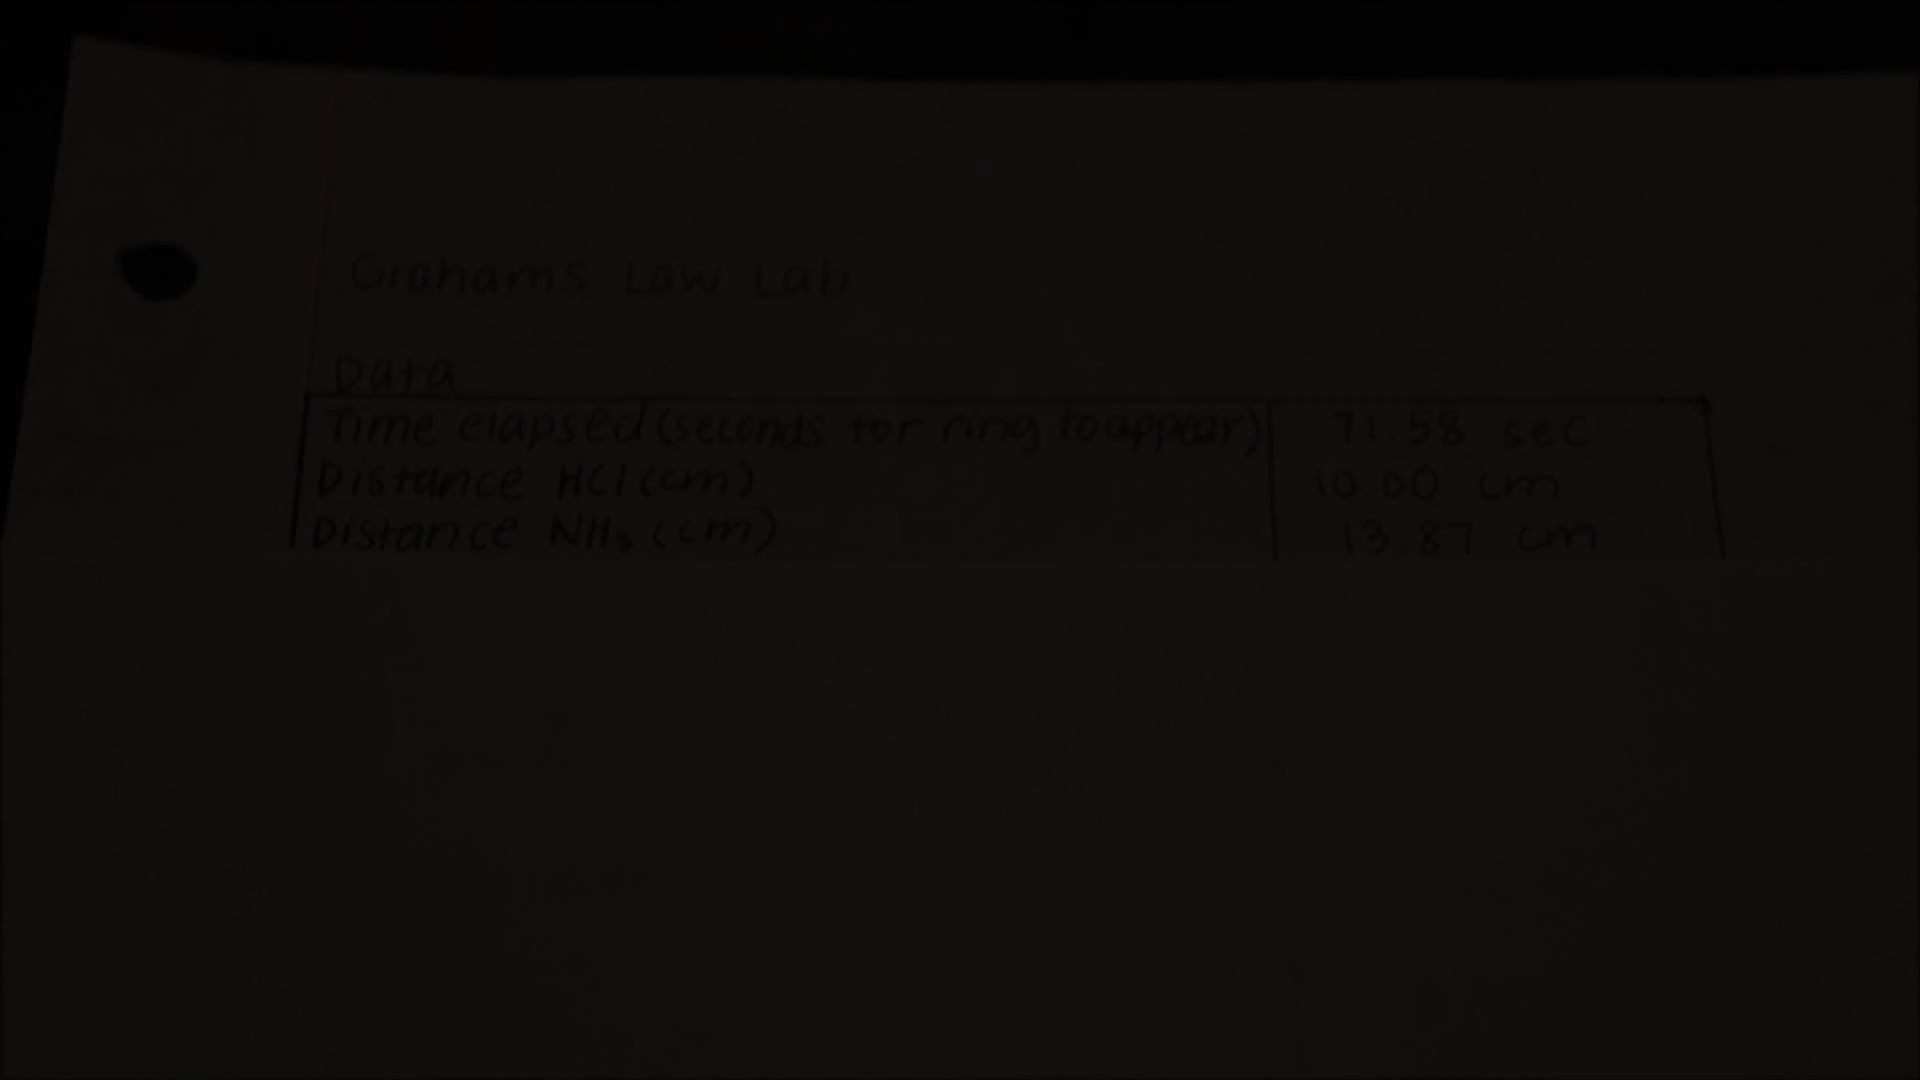 Grahams Law Lab
Data
Time elapsed (seconds for ring to appear) 71.58 sec
Distance HCl (cm) 10.00 cm
Distance NH₃ (cm) 13.87 cm